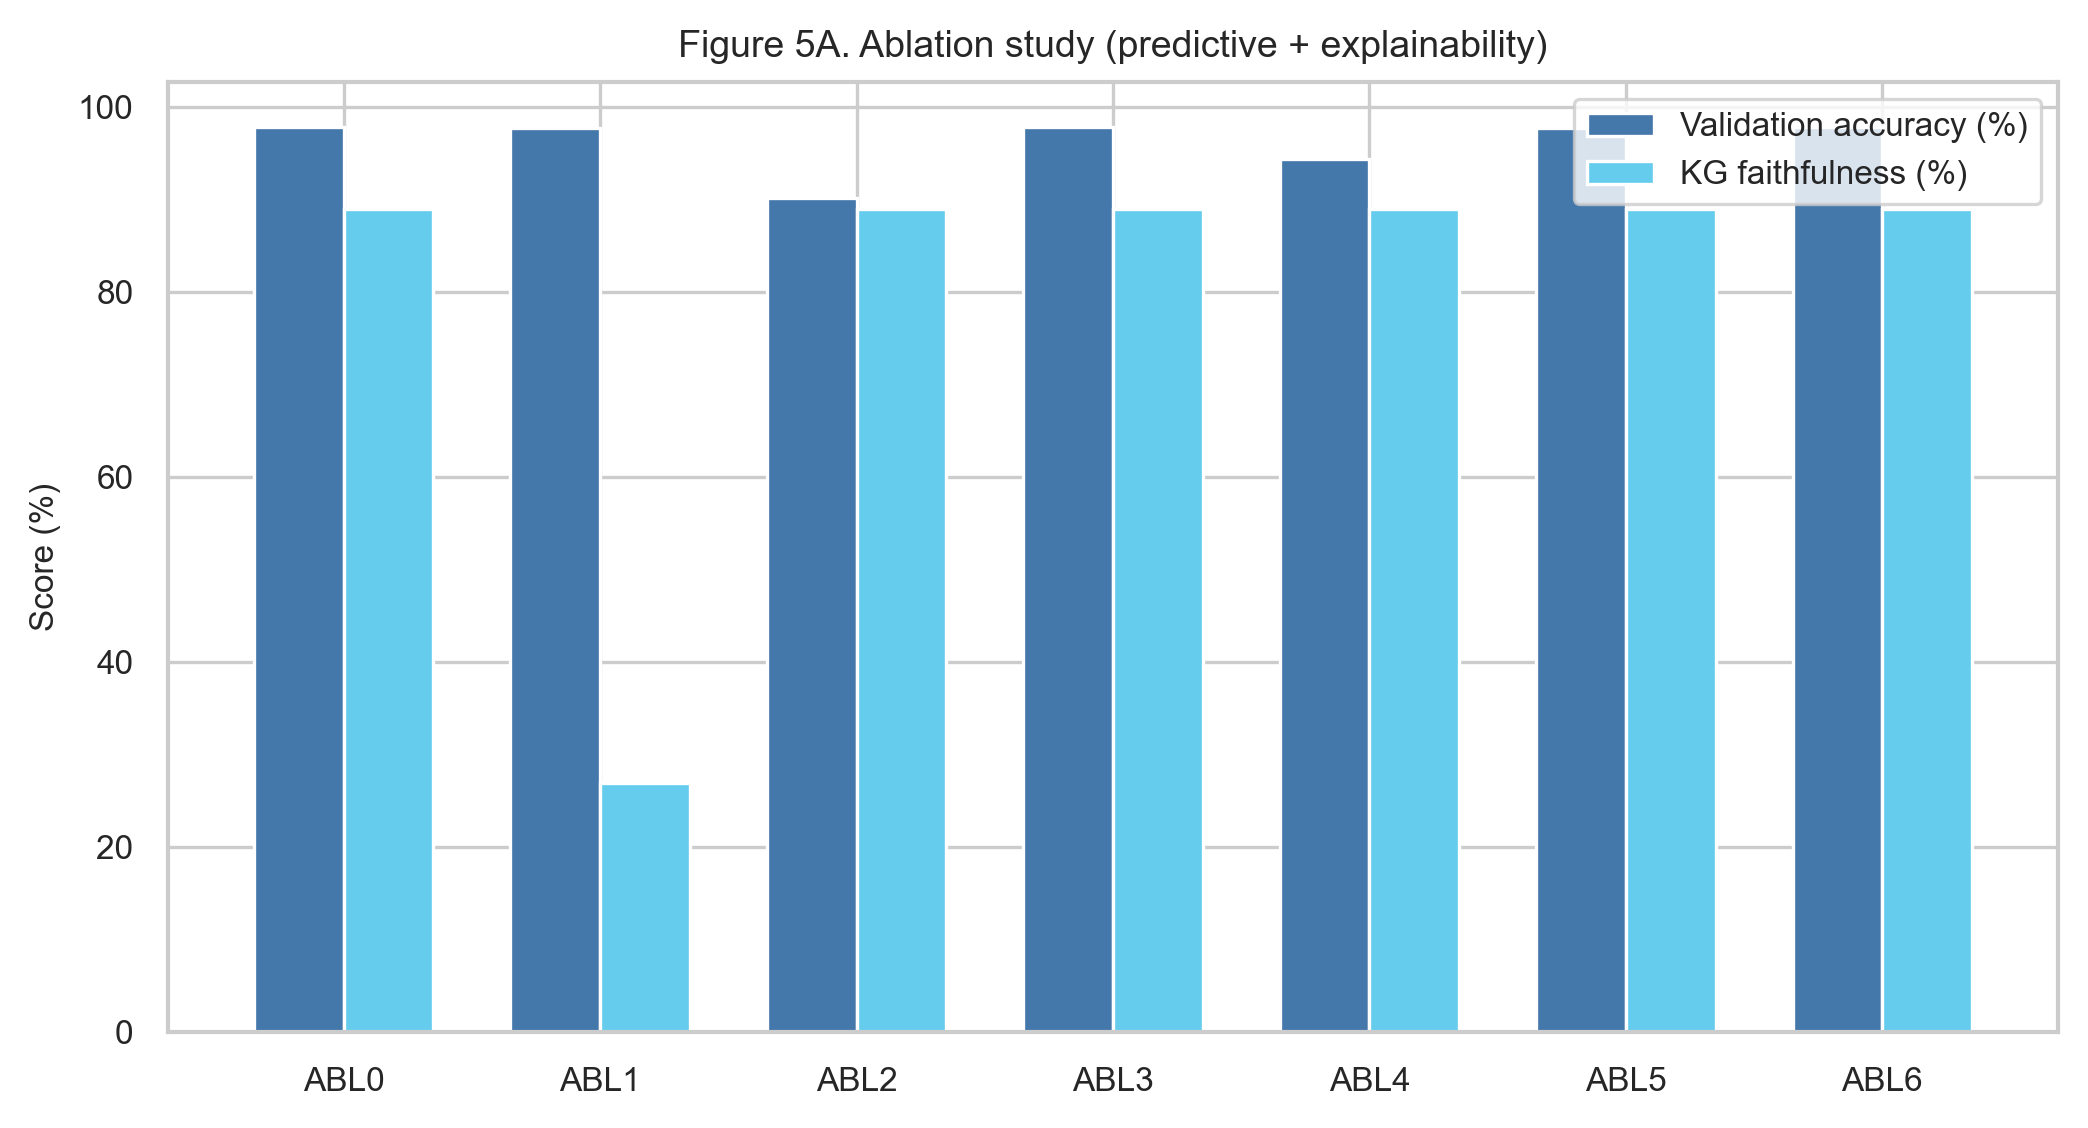 Figure 5A. Ablation study (predictive + explainability)
Validation accuracy (%)
KG faithfulness (%)
Score (%)
100
80
60
40
20
0
ABL0 ABL1 ABL2 ABL3 ABL4 ABL5 ABL6